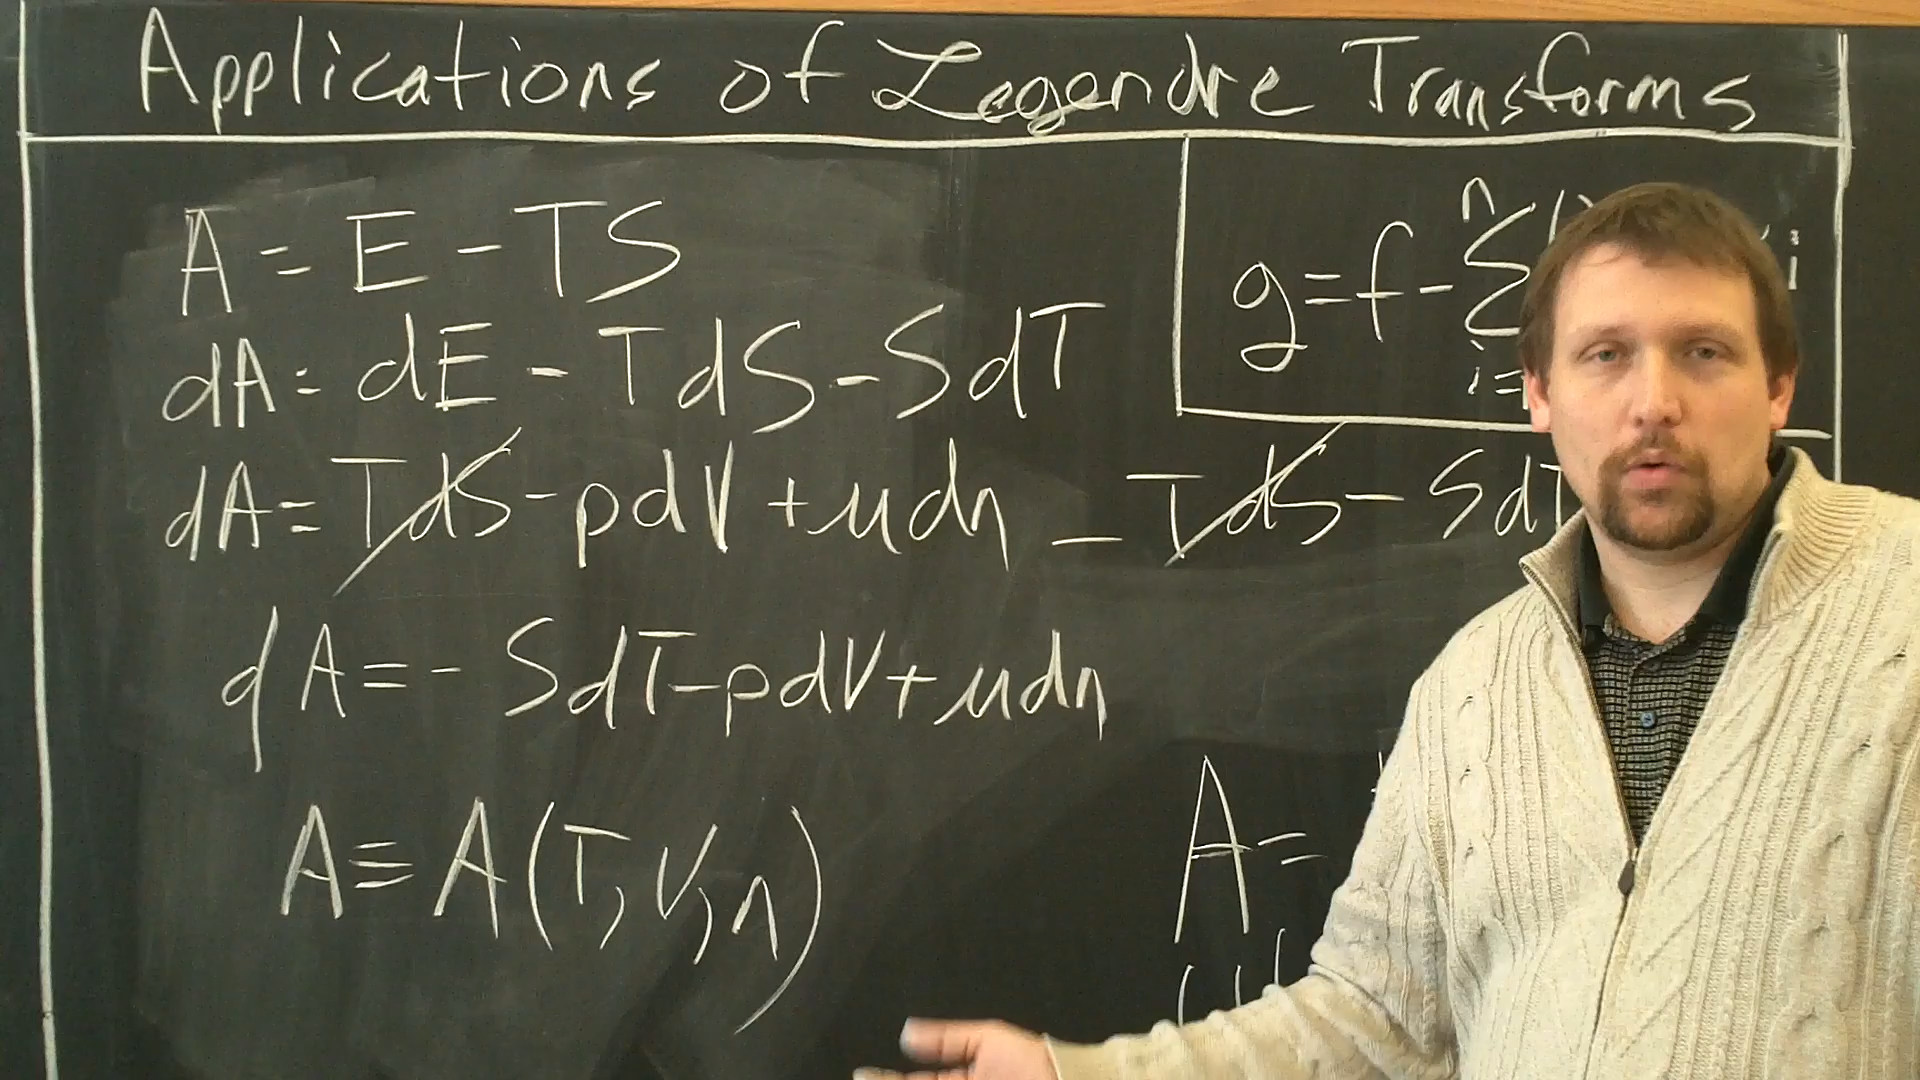 Applications of Legendre Transforms
A = E - TS
g = f - n Σ i=
dA = dE - TdS - SdT
dA = TdS - pdV + μdn - TdS - SdT
dA = - SdT - pdV + μdn
A ≡ A(T, V, n)
A =